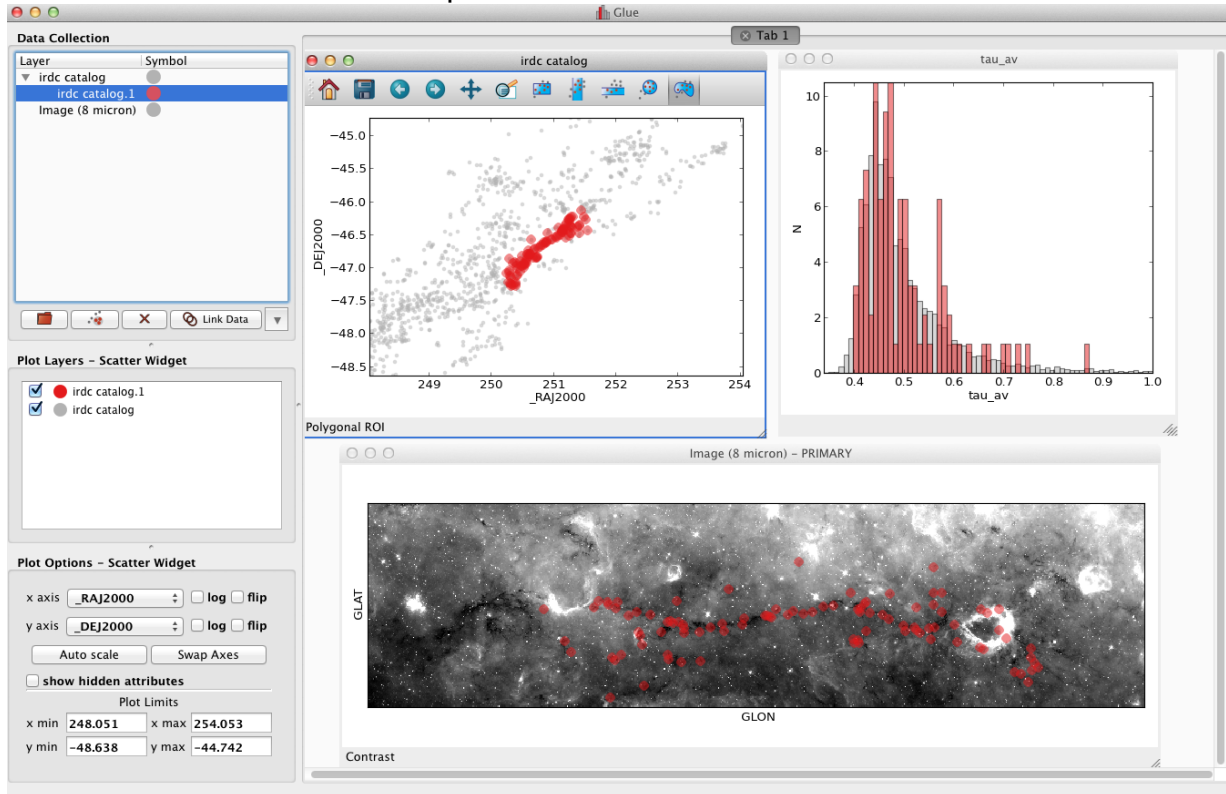 Glue
Data Collection
Layer Symbol
irdc catalog
irdc catalog.1
Image (8 micron)
Link Data
Plot Layers - Scatter Widget
irdc catalog.1
irdc catalog
Plot Options - Scatter Widget
x axis _RAJ2000 log flip
y axis _DEJ2000 log flip
Auto scale Swap Axes
show hidden attributes
Plot Limits
x min 248.051 x max 254.053
y min -48.638 y max -44.742
Tab 1
irdc catalog
−45.0
−45.5
−46.0
−46.5
−47.0
−47.5
−48.0
−48.5
_DEJ2000
249 250 251 252 253 254
_RAJ2000
Polygonal ROI
tau_av
10
8
6
4
2
0
N
0.4 0.5 0.6 0.7 0.8 0.9 1.0
tau_av
Image (8 micron) - PRIMARY
GLAT
GLON
Contrast